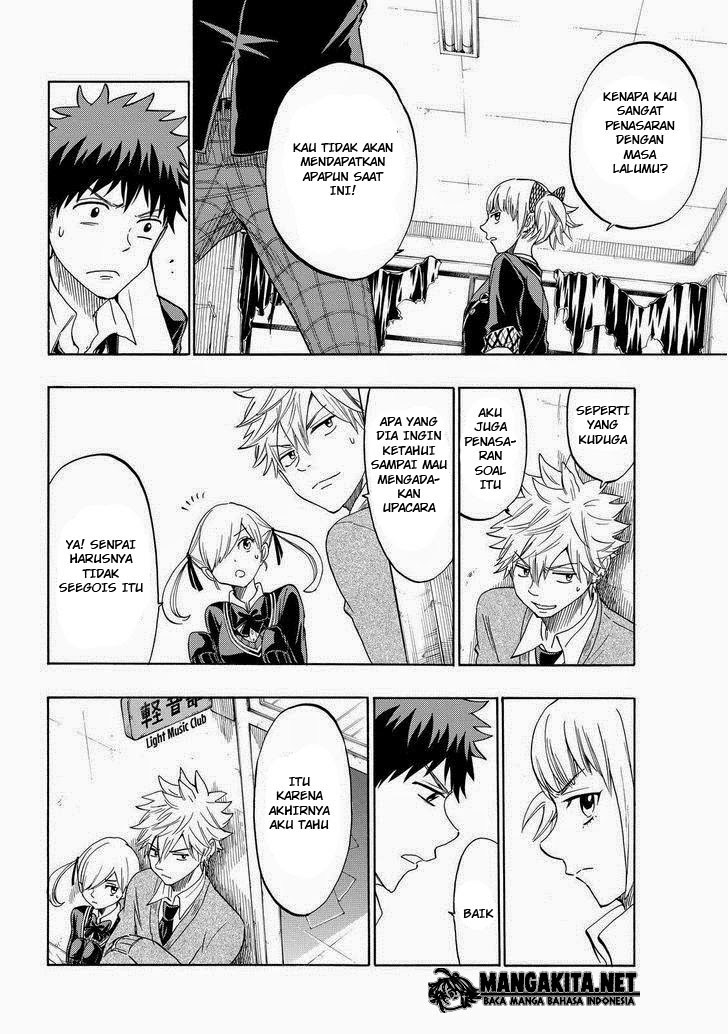 KENAPA KAU
SANGAT
PENASARAN
DENGAN
MASA
LALUMU?
KAU TIDAK AKAN
MENDAPATKAN
APAPUN SAAT
INI!
SEPERTI
YANG
KUDUGA
AKU
JUGA
PENASA-
RAN
SOAL
ITU
APA YANG
DIA INGIN
KETAHUI
SAMPAI MAU
MENGADA-
KAN
UPACARA
YA! SENPAI
HARUSNYA
TIDAK
SEEGOIS ITU
BAIK
ITU
KARENA
AKHIRNYA
AKU TAHU
軽音部
Light Music Club
MANGAKITA.NET
BACA MANGA BAHASA INDONESIA